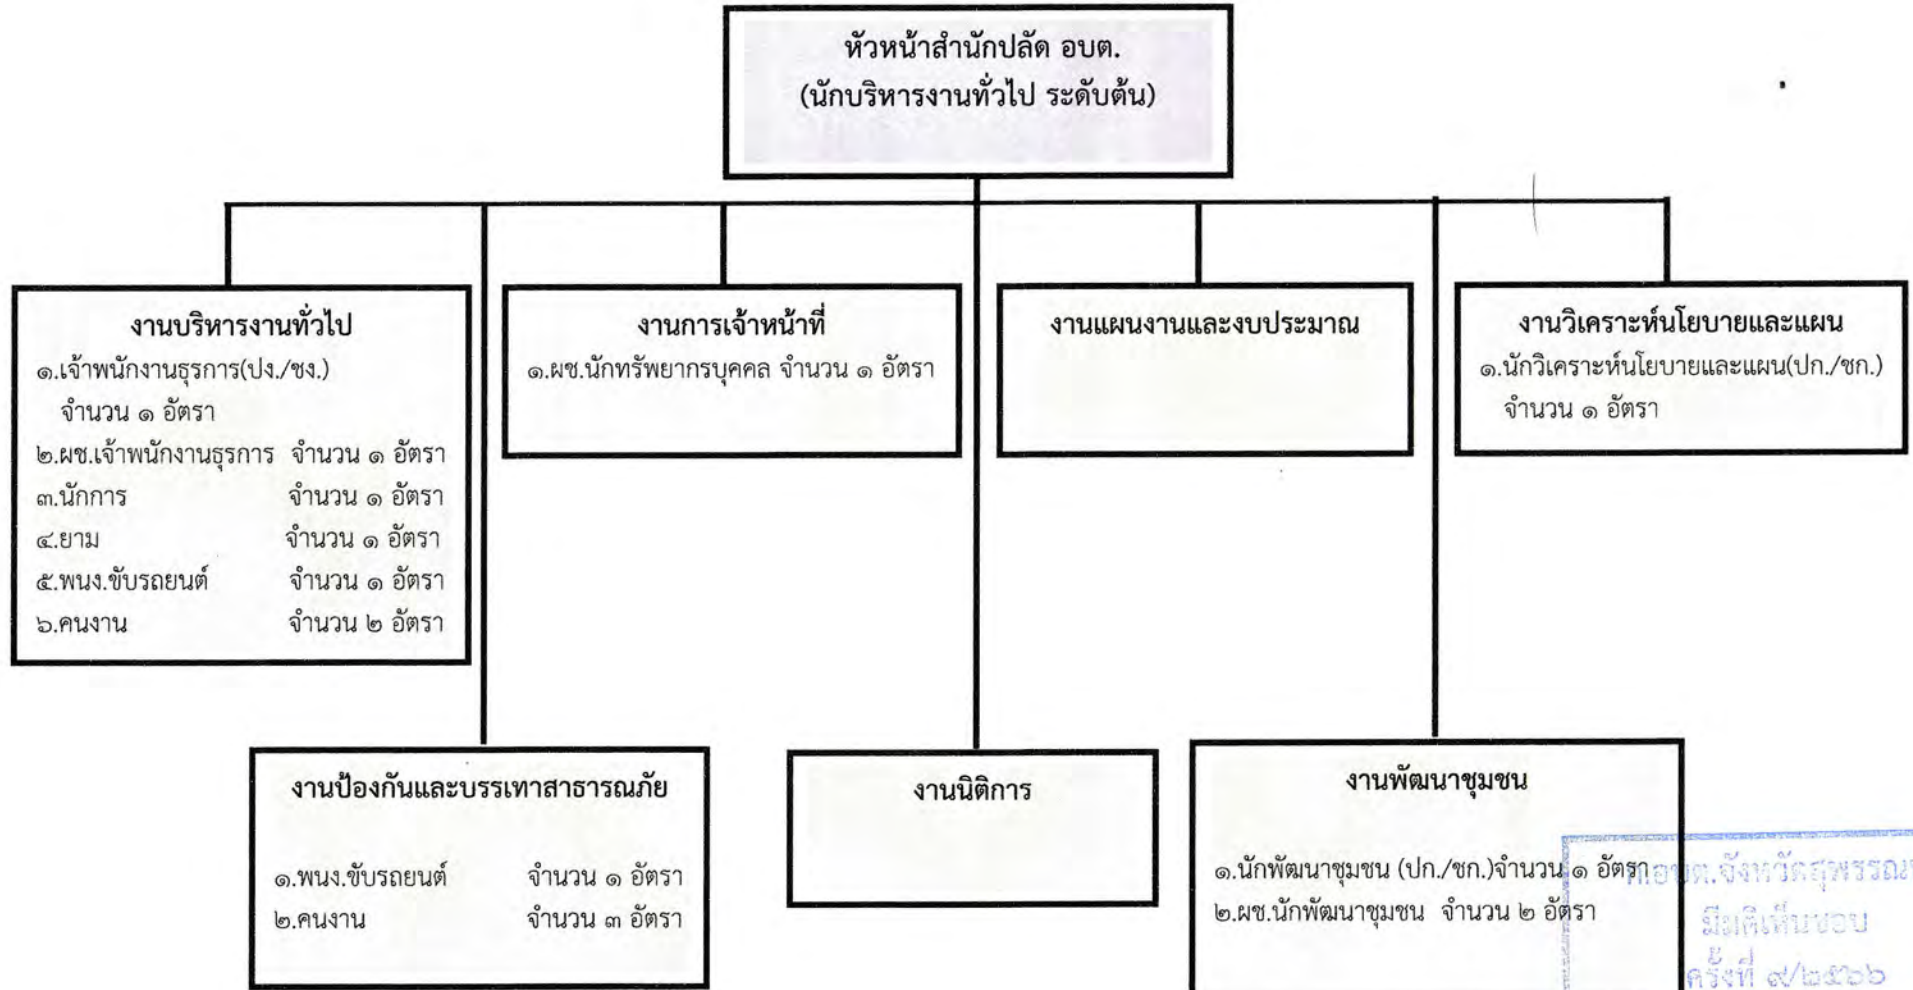 หัวหน้าสำนักปลัด อบต.
(นักบริหารงานทั่วไป ระดับต้น)
งานบริหารงานทั่วไป
๑.เจ้าพนักงานธุรการ(ปง./ชง.)
จำนวน ๑ อัตรา
๒.ผช.เจ้าพนักงานธุรการ จำนวน ๑ อัตรา
๓.นักการ จำนวน ๑ อัตรา
๔.ยาม จำนวน ๑ อัตรา
๕.พนง.ขับรถยนต์ จำนวน ๑ อัตรา
๖.คนงาน จำนวน ๒ อัตรา
งานการเจ้าหน้าที่
๑.ผช.นักทรัพยากรบุคคล จำนวน ๑ อัตรา
งานแผนงานและงบประมาณ
งานวิเคราะห์นโยบายและแผน
๑.นักวิเคราะห์นโยบายและแผน(ปก./ชก.)
จำนวน ๑ อัตรา
งานป้องกันและบรรเทาสาธารณภัย
๑.พนง.ขับรถยนต์ จำนวน ๑ อัตรา
๒.คนงาน จำนวน ๓ อัตรา
งานนิติการ
งานพัฒนาชุมชน
๑.นักพัฒนาชุมชน (ปก./ชก.)จำนวน ๑ อัตรา
๒.ผช.นักพัฒนาชุมชน จำนวน ๒ อัตรา
มีมติเห็นชอบ
ครั้งที่ ๙/๒๕๖๖